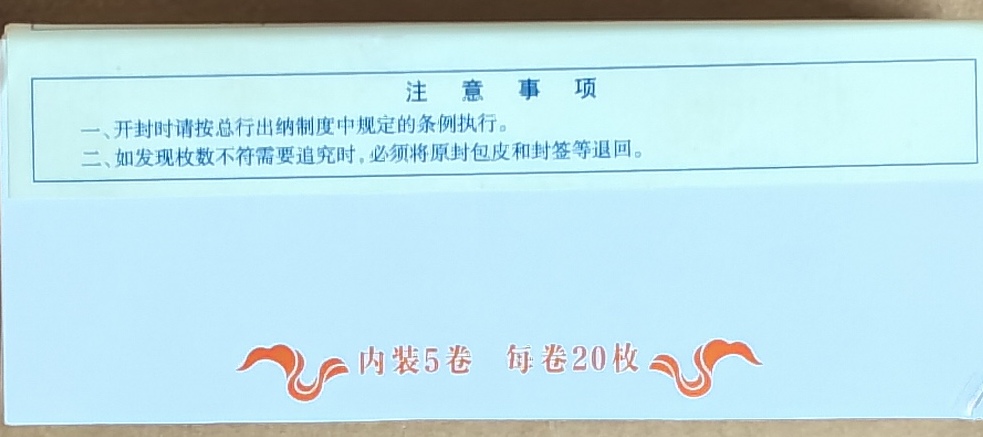 注 意 事 项
一、开封时请按总行出纳制度中规定的条例执行。
二、如发现枚数不符需要追究时，必须将原封包皮和封签等退回。
内装5卷 每卷20枚